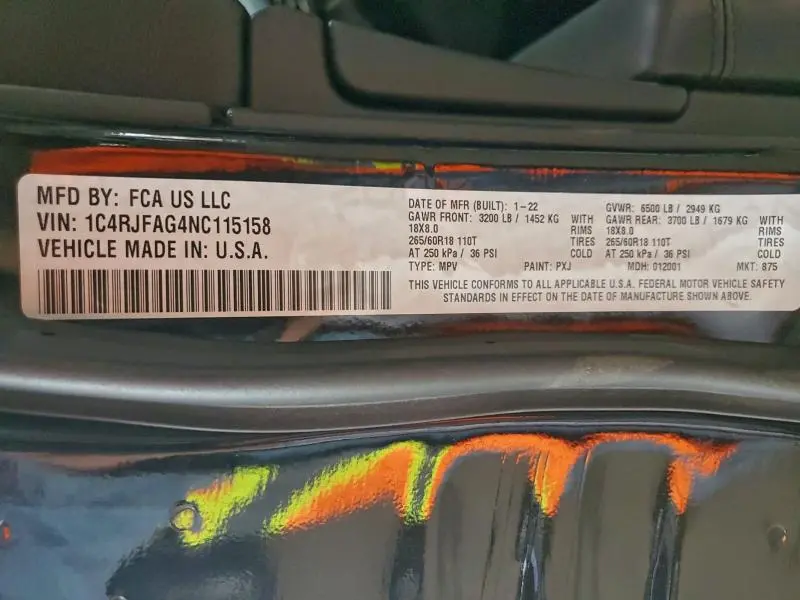 MFD BY: FCA US LLC
VIN: 1C4RJFAG4NC115158
VEHICLE MADE IN: U.S.A.
DATE OF MFR (BUILT): 1-22 GVWR: 6500 LB / 2949 KG
GAWR FRONT: 3200 LB / 1452 KG WITH GAWR REAR: 3700 LB / 1679 KG WITH
18X8.0 RIMS 18X8.0 RIMS
265/60R18 110T TIRES 265/60R18 110T TIRES
AT 250 kPa / 36 PSI COLD AT 250 kPa / 36 PSI COLD
TYPE: MPV PAINT: PXJ MDH: 012001 MKT: 875
THIS VEHICLE CONFORMS TO ALL APPLICABLE U.S.A. FEDERAL MOTOR VEHICLE SAFETY
STANDARDS IN EFFECT ON THE DATE OF MANUFACTURE SHOWN ABOVE.